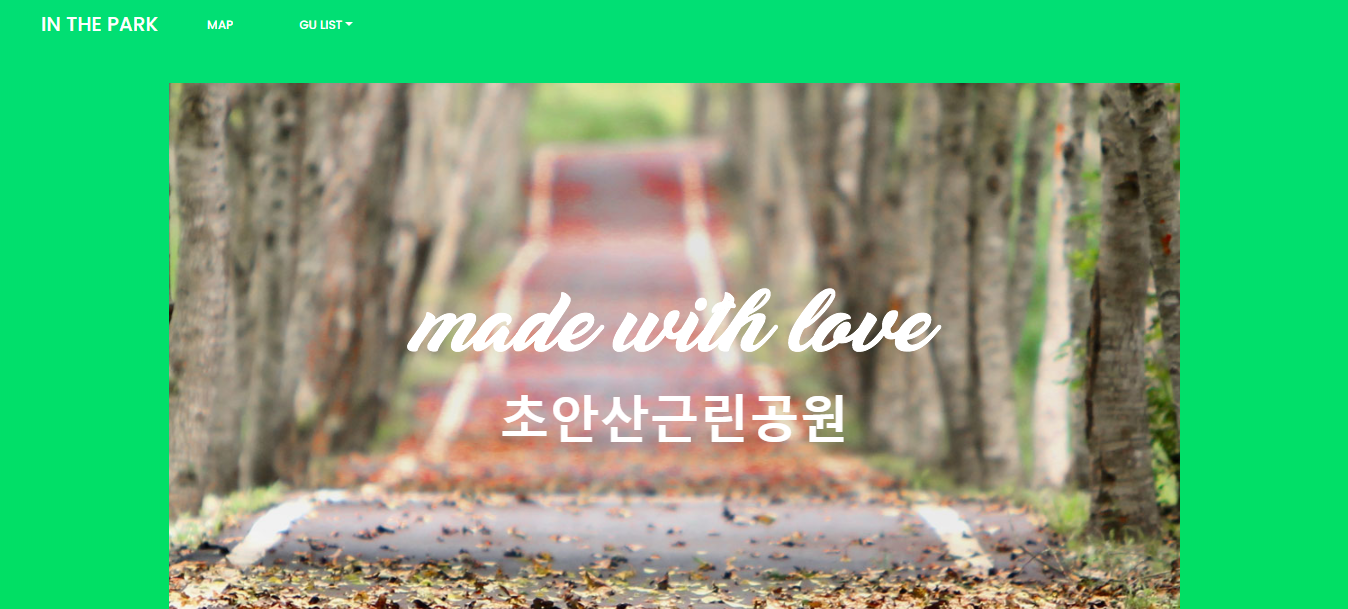 IN THE PARK MAP GU LIST
made with love
초안산근린공원